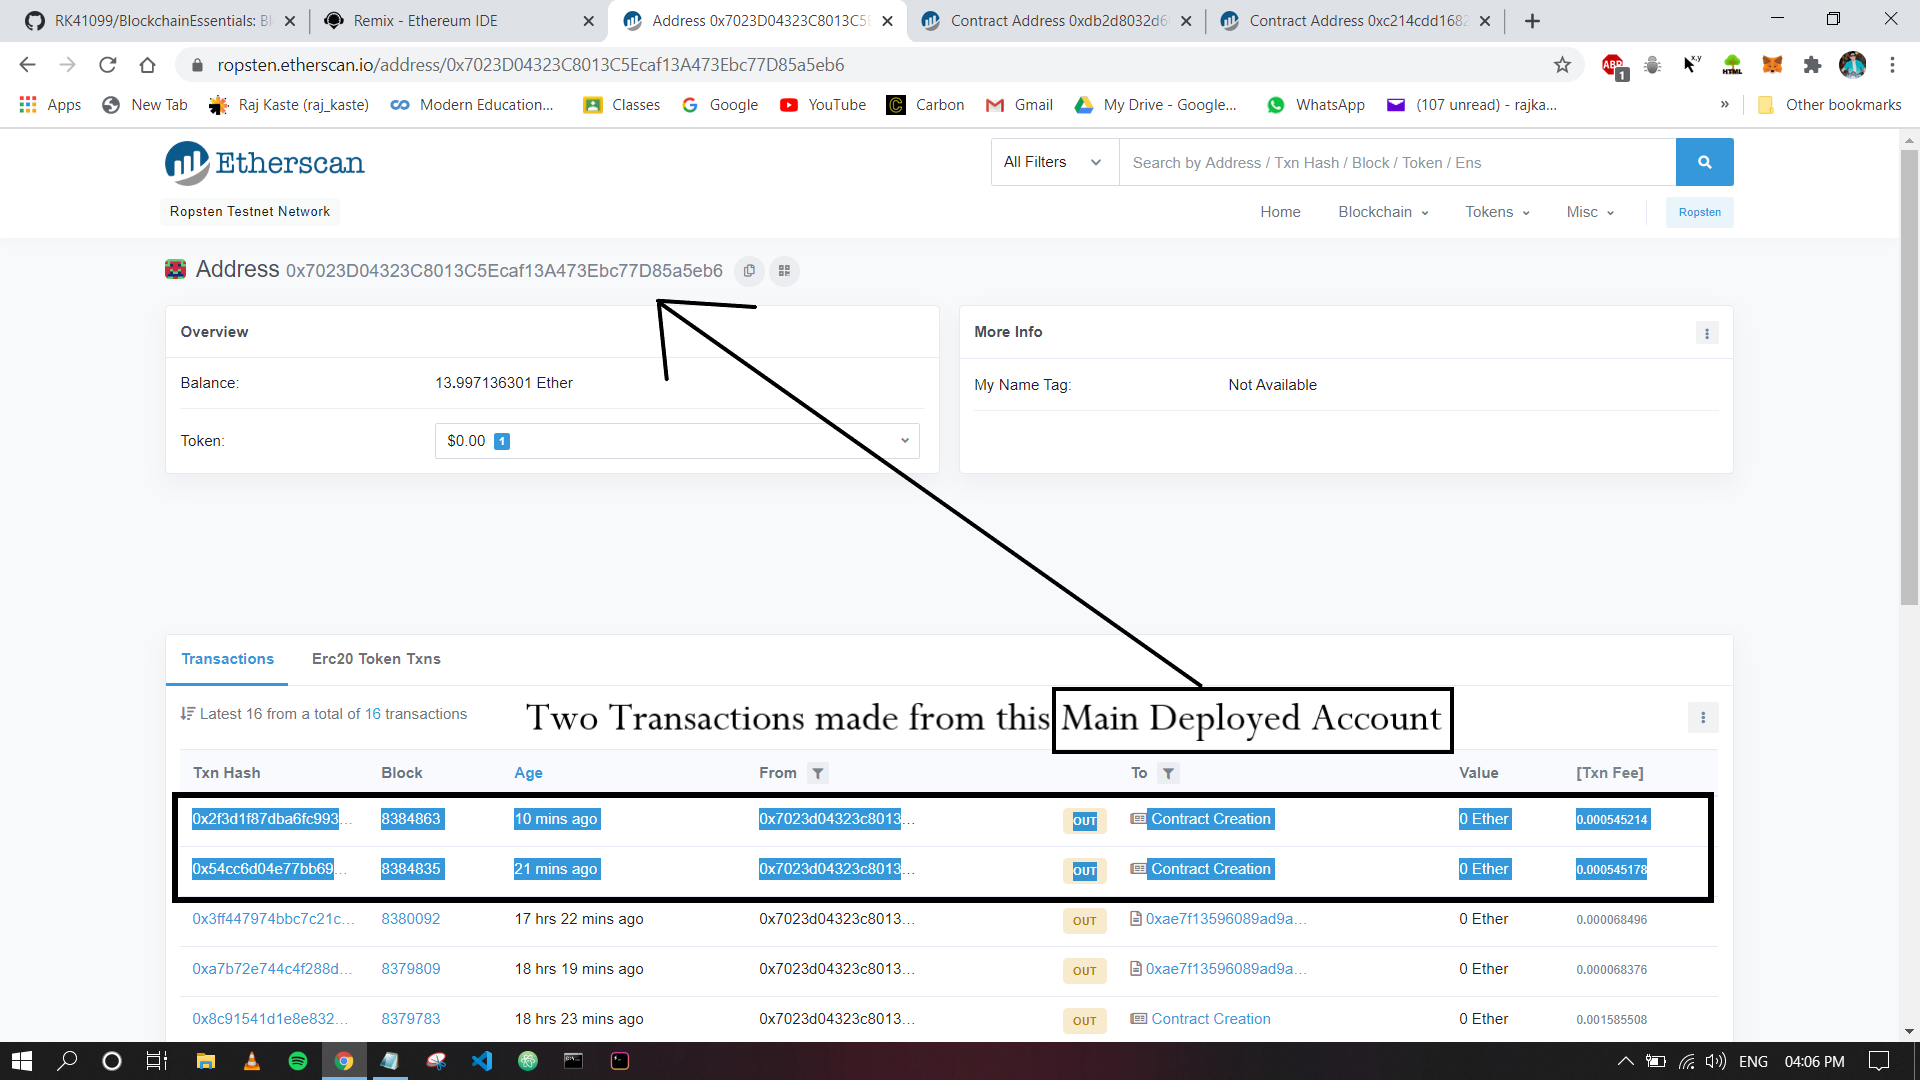 RK41099/BlockchainEssentials: Bl
Remix - Ethereum IDE
Address 0x7023D04323C8013C5E
Contract Address 0xdb2d8032d6
Contract Address 0xc214cdd1682
ropsten.etherscan.io/address/0x7023D04323C8013C5Ecaf13A473Ebc77D85a5eb6
ABP 1
x,y
HTML
Apps
New Tab
Raj Kaste (raj_kaste)
Modern Education...
Classes
Google
YouTube
Carbon
Gmail
My Drive - Google...
WhatsApp
(107 unread) - rajka...
»
Other bookmarks
Etherscan
All Filters
Search by Address / Txn Hash / Block / Token / Ens
Ropsten Testnet Network
Home
Blockchain
Tokens
Misc
Ropsten
Address 0x7023D04323C8013C5Ecaf13A473Ebc77D85a5eb6
Overview
More Info
Balance:
13.997136301 Ether
My Name Tag:
Not Available
Token:
$0.00 1
Transactions
Erc20 Token Txns
Latest 16 from a total of 16 transactions
Two Transactions made from this Main Deployed Account
Txn Hash Block Age From To Value [Txn Fee]
0x2f3d1f87dba6fc993... 8384863 10 mins ago 0x7023d04323c8013... OUT Contract Creation 0 Ether 0.000545214
0x54cc6d04e77bb69... 8384835 21 mins ago 0x7023d04323c8013... OUT Contract Creation 0 Ether 0.000545178
0x3ff447974bbc7c21c... 8380092 17 hrs 22 mins ago 0x7023d04323c8013... OUT 0xae7f13596089ad9a... 0 Ether 0.000068496
0xa7b72e744c4f288d... 8379809 18 hrs 19 mins ago 0x7023d04323c8013... OUT 0xae7f13596089ad9a... 0 Ether 0.000068376
0x8c91541d1e8e832... 8379783 18 hrs 23 mins ago 0x7023d04323c8013... OUT Contract Creation 0 Ether 0.001585508
ENG
04:06 PM